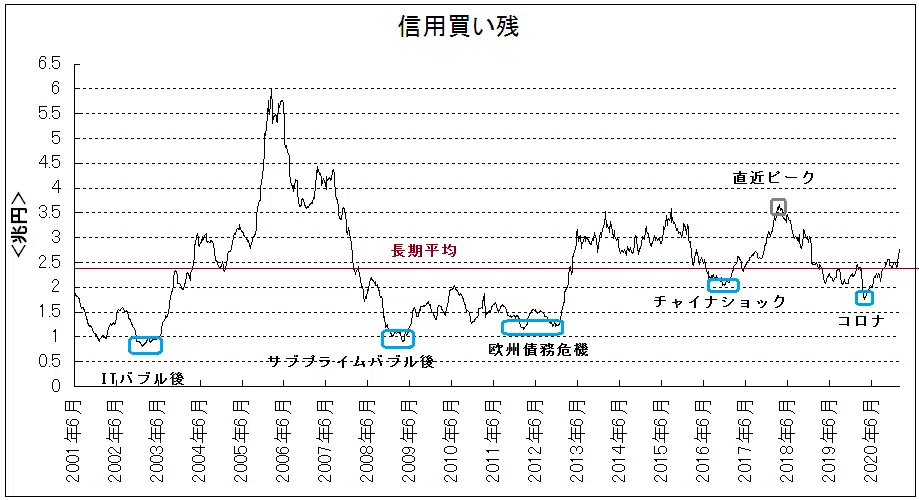 信用買い残
<兆円>
6.5
6
5.5
5
4.5
4
3.5
3
2.5
2
1.5
1
0.5
0
直近ピーク
長期平均
チャイナショック
コロナ
欧州債務危機
サブプライムバブル後
ITバブル後
2001年6月
2002年6月
2003年6月
2004年6月
2005年6月
2006年6月
2007年6月
2008年6月
2009年6月
2010年6月
2011年6月
2012年6月
2013年6月
2014年6月
2015年6月
2016年6月
2017年6月
2018年6月
2019年6月
2020年6月